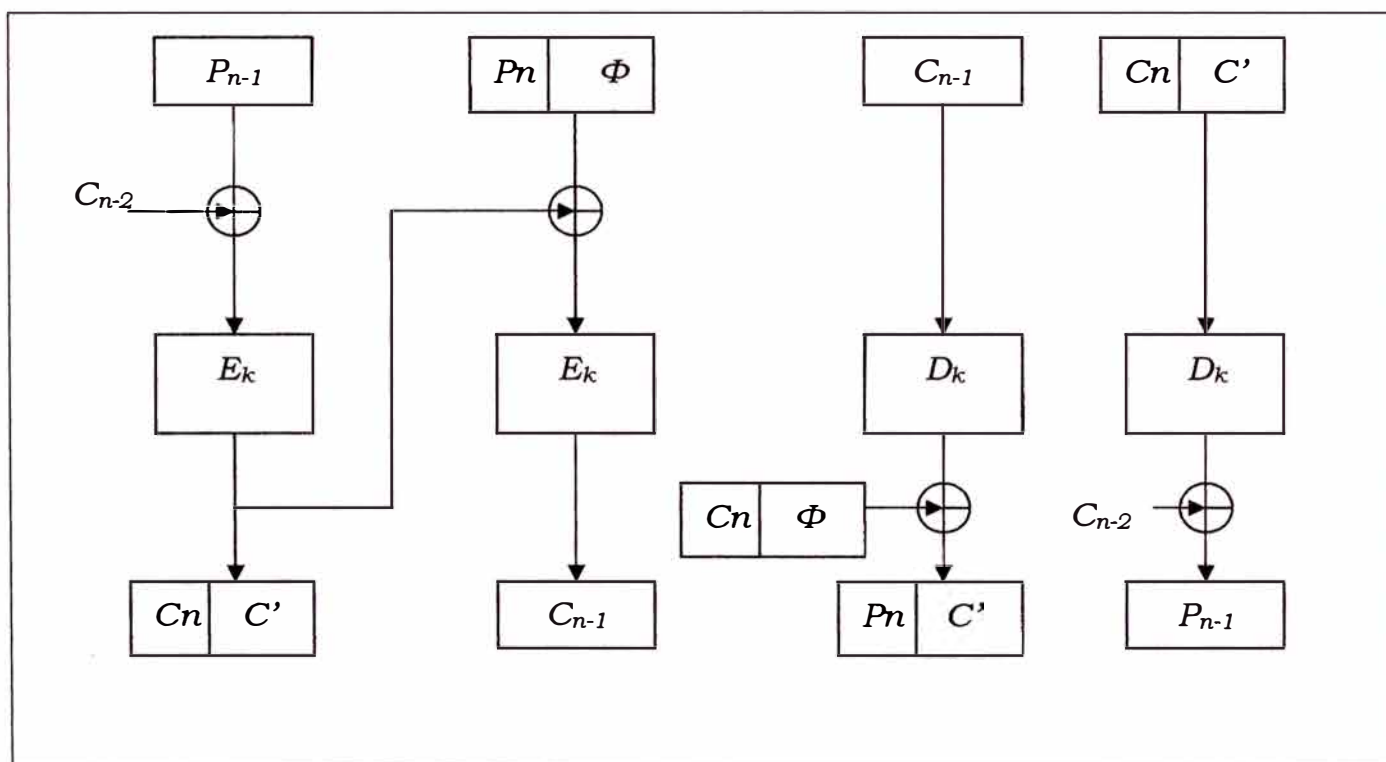 P_{n-1} Pn Φ C_{n-1} Cn C'
C_{n-2}
E_k E_k D_k D_k
Cn Φ C_{n-2}
Cn C' C_{n-1} Pn C' P_{n-1}